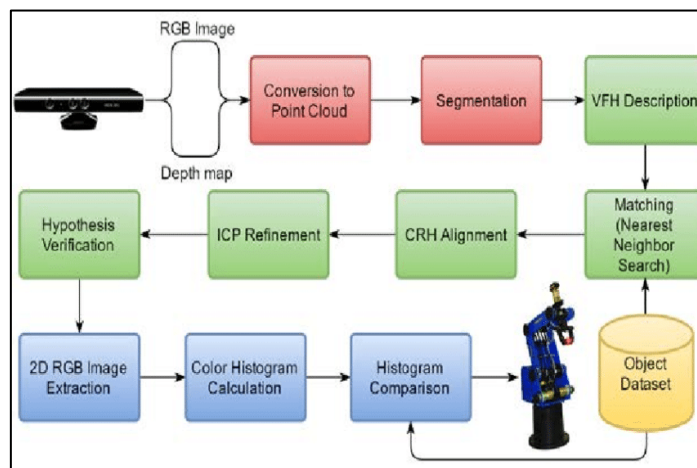 RGB Image
Depth map
Conversion to
Point Cloud
Segmentation
VFH Description
Matching
(Nearest
Neighbor
Search)
CRH Alignment
ICP Refinement
Hypothesis
Verification
2D RGB Image
Extraction
Color Histogram
Calculation
Histogram
Comparison
Object
Dataset